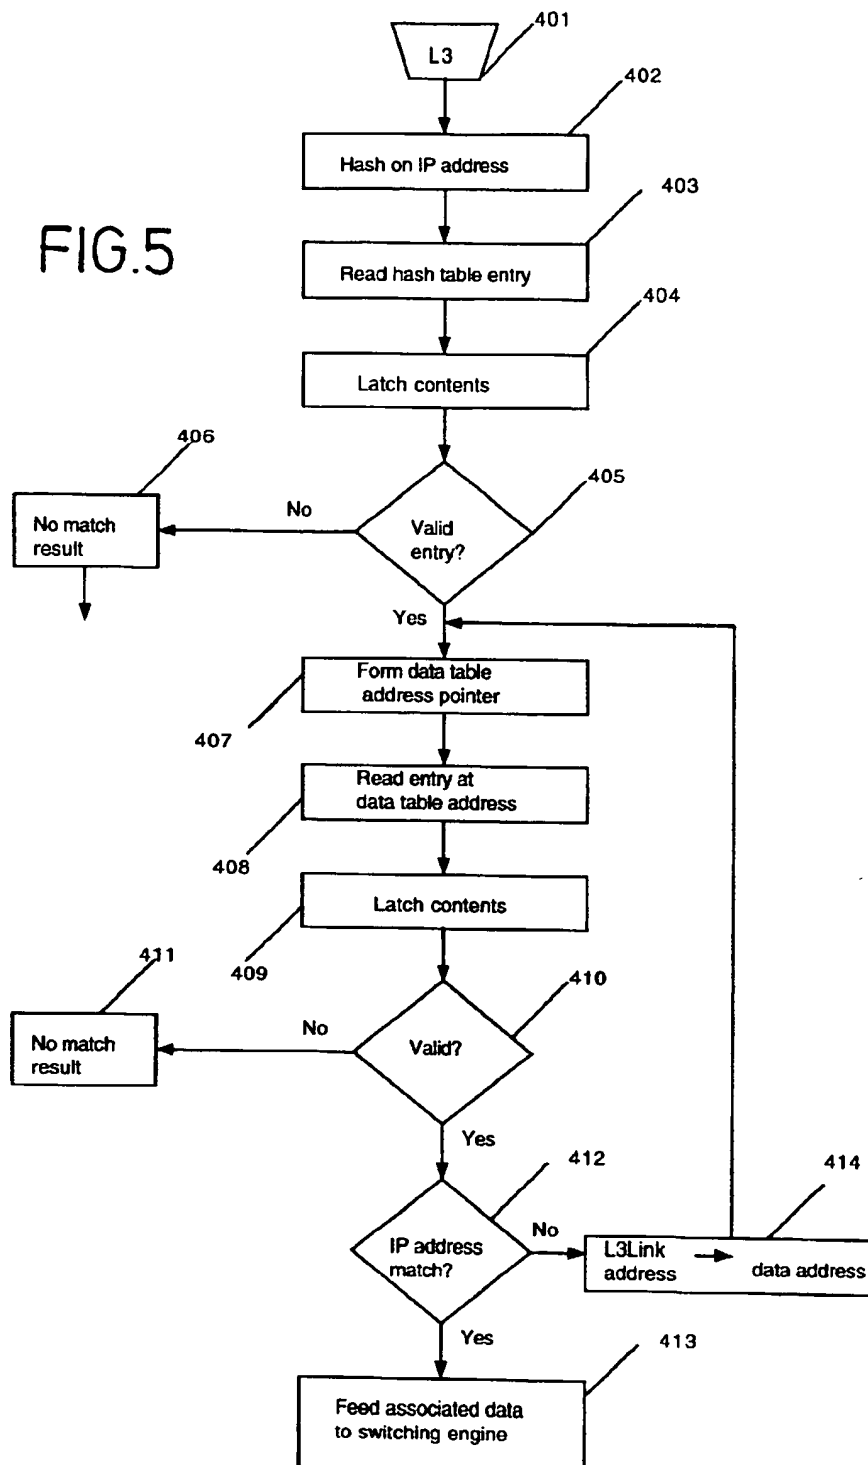 401
L3
402
Hash on IP address
403
FIG.5
Read hash table entry
404
Latch contents
406
405
No
No match
result
Valid
entry?
Yes
Form data table
address pointer
407
Read entry at
data table address
408
Latch contents
409
411
410
No
No match
result
Valid?
Yes
412
414
IP address
match?
No
L3Link
address
data address
Yes
413
Feed associated data
to switching engine